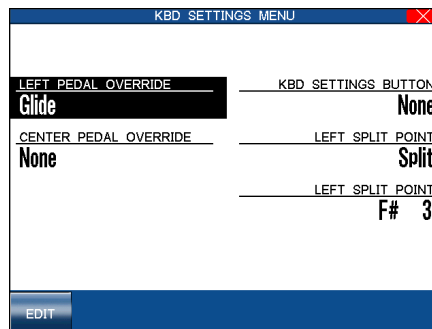 KBD SETTINGS MENU
LEFT PEDAL OVERRIDE
Glide
CENTER PEDAL OVERRIDE
None
KBD SETTINGS BUTTON
None
LEFT SPLIT POINT
Split
LEFT SPLIT POINT
F# 3
EDIT